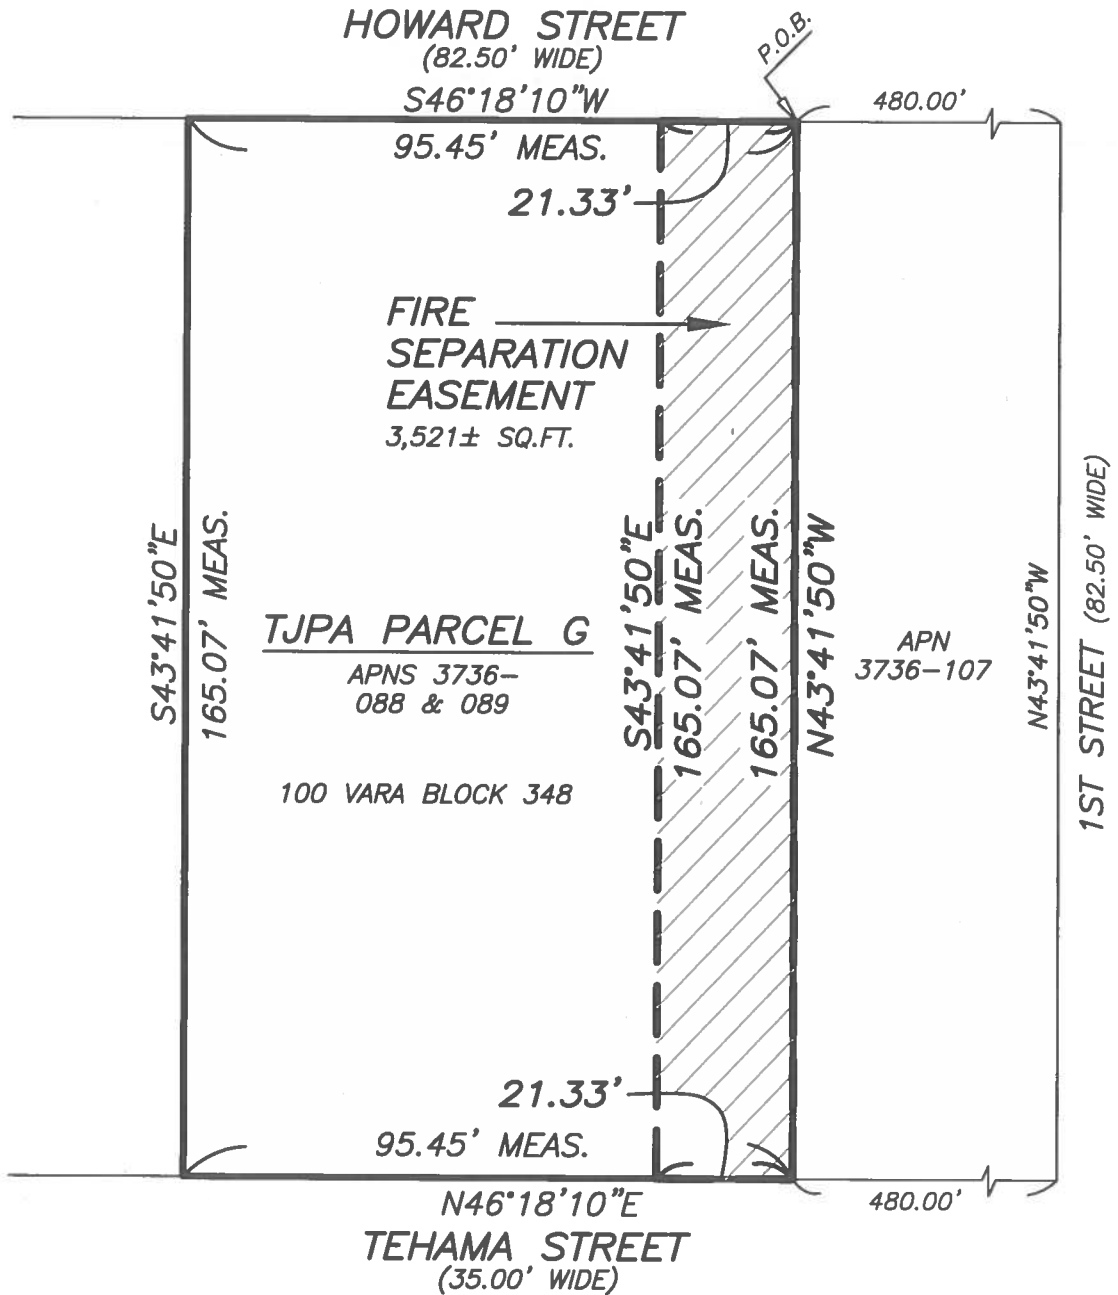 HOWARD STREET
(82.50' WIDE)
P.O.B.
S46°18'10"W
480.00'
95.45' MEAS.
21.33'
FIRE
SEPARATION
EASEMENT
3,521± SQ.FT.
S43°41'50"E
165.07' MEAS.
TJPA PARCEL G
APNS 3736-
088 & 089
100 VARA BLOCK 348
S43°41'50"E
165.07' MEAS.
165.07' MEAS.
N43°41'50"W
APN
3736-107
N43°41'50"W
1ST STREET (82.50' WIDE)
21.33'
95.45' MEAS.
N46°18'10"E
480.00'
TEHAMA STREET
(35.00' WIDE)